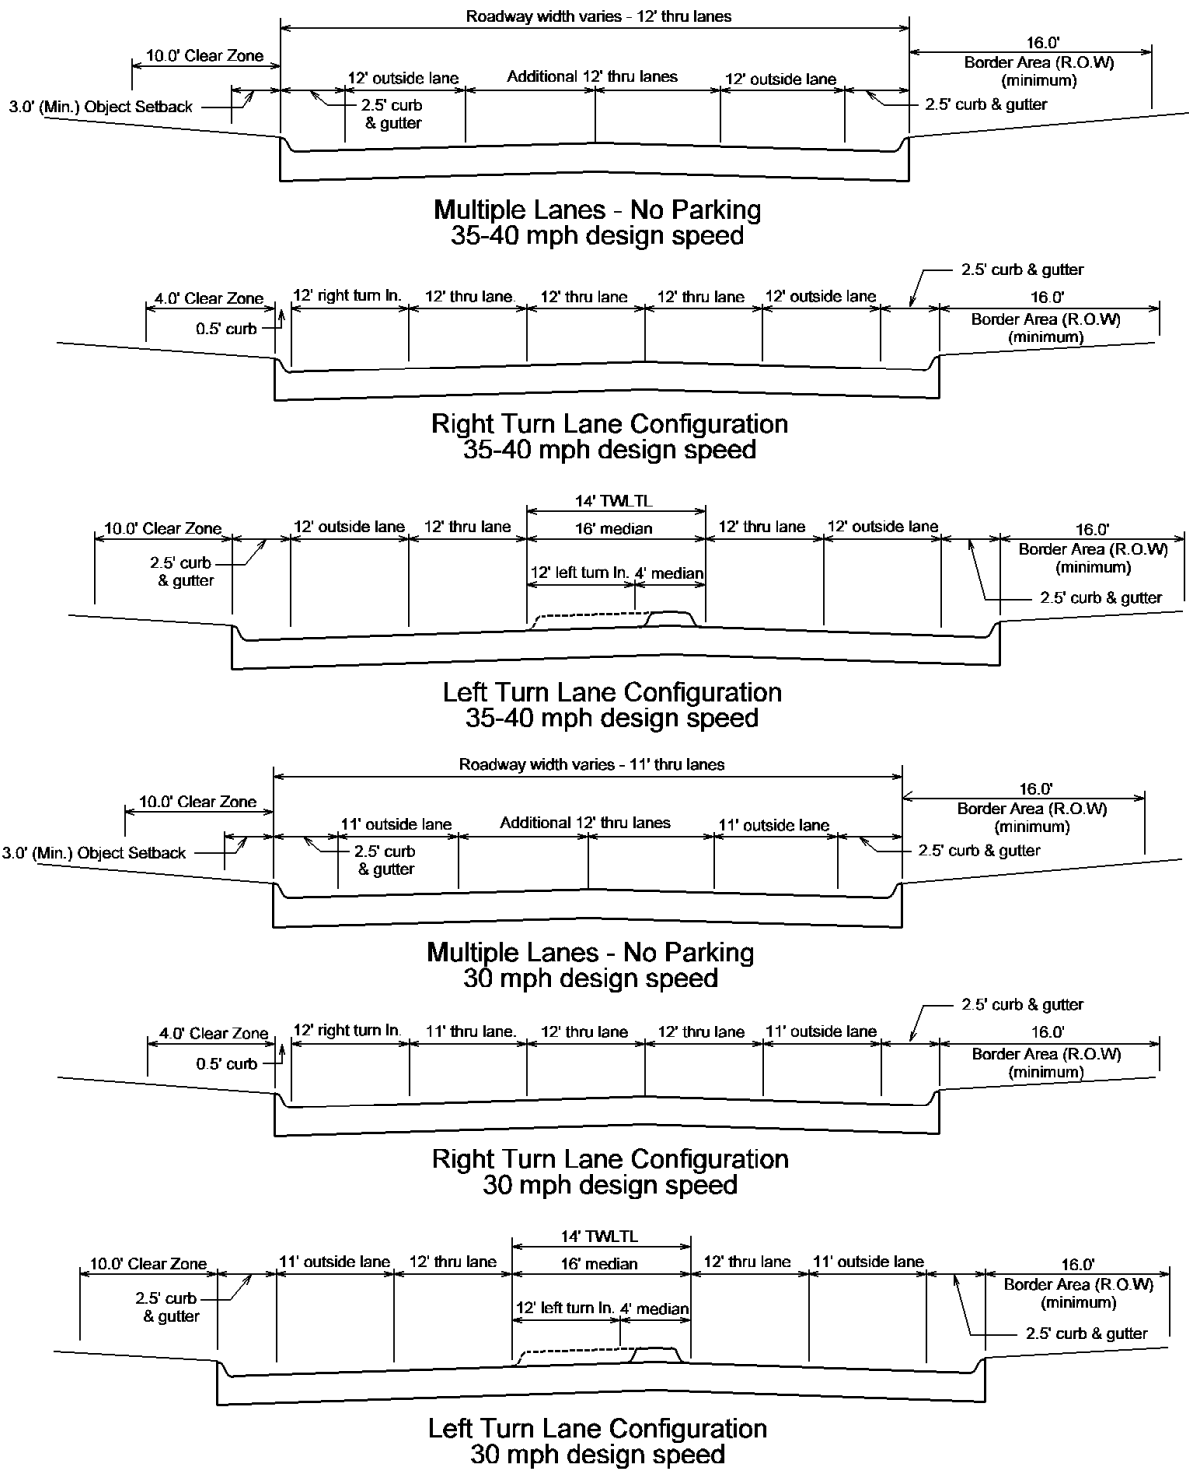 Roadway width varies - 12' thru lanes
10.0' Clear Zone
16.0'
Border Area (R.O.W)
(minimum)
12' outside lane
Additional 12' thru lanes
12' outside lane
3.0' (Min.) Object Setback
2.5' curb
& gutter
2.5' curb & gutter
Multiple Lanes - No Parking
35-40 mph design speed
2.5' curb & gutter
4.0' Clear Zone
12' right turn ln.
12' thru lane.
12' thru lane
12' thru lane
12' outside lane
16.0'
0.5' curb
Border Area (R.O.W)
(minimum)
Right Turn Lane Configuration
35-40 mph design speed
14' TWLTL
10.0' Clear Zone
12' outside lane
12' thru lane
16' median
12' thru lane
12' outside lane
16.0'
Border Area (R.O.W)
(minimum)
2.5' curb
& gutter
12' left turn ln.
4' median
2.5' curb & gutter
Left Turn Lane Configuration
35-40 mph design speed
Roadway width varies - 11' thru lanes
10.0' Clear Zone
16.0'
Border Area (R.O.W)
(minimum)
11' outside lane
Additional 12' thru lanes
11' outside lane
3.0' (Min.) Object Setback
2.5' curb
& gutter
2.5' curb & gutter
Multiple Lanes - No Parking
30 mph design speed
2.5' curb & gutter
4.0' Clear Zone
12' right turn ln.
11' thru lane.
12' thru lane
12' thru lane
11' outside lane
16.0'
0.5' curb
Border Area (R.O.W)
(minimum)
Right Turn Lane Configuration
30 mph design speed
14' TWLTL
10.0' Clear Zone
11' outside lane
12' thru lane
16' median
12' thru lane
11' outside lane
16.0'
Border Area (R.O.W)
(minimum)
2.5' curb
& gutter
12' left turn ln.
4' median
2.5' curb & gutter
Left Turn Lane Configuration
30 mph design speed